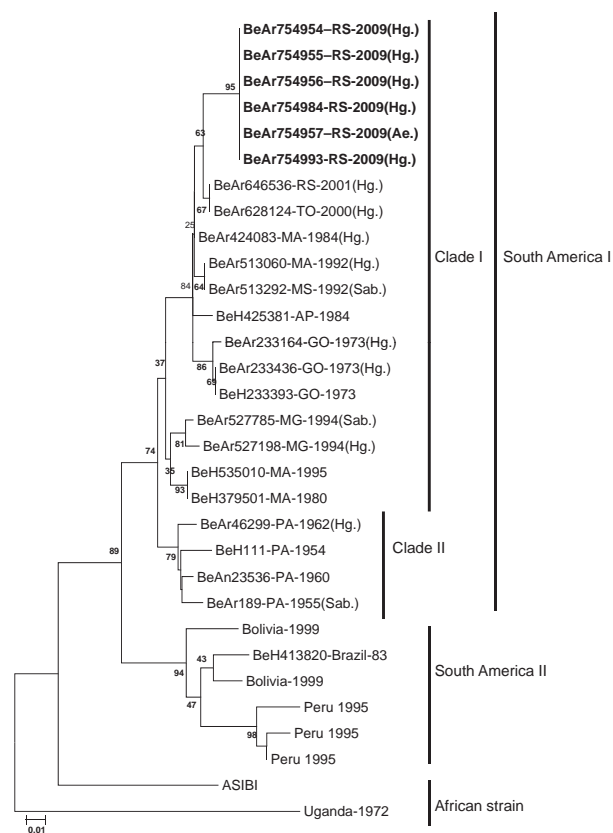 BeAr754954–RS-2009(Hg.)
BeAr754955–RS-2009(Hg.)
BeAr754956–RS-2009(Hg.)
95
BeAr754984-RS-2009(Hg.)
63
BeAr754957–RS-2009(Ae.)
BeAr754993-RS-2009(Hg.)
BeAr646536-RS-2001(Hg.)
67
BeAr628124-TO-2000(Hg.)
25
BeAr424083-MA-1984(Hg.)
Clade I
South America I
BeAr513060-MA-1992(Hg.)
84
64
BeAr513292-MS-1992(Sab.)
BeH425381-AP-1984
BeAr233164-GO-1973(Hg.)
37
86
BeAr233436-GO-1973(Hg.)
69
BeH233393-GO-1973
BeAr527785-MG-1994(Sab.)
81
BeAr527198-MG-1994(Hg.)
74
35
BeH535010-MA-1995
93
BeH379501-MA-1980
BeAr46299-PA-1962(Hg.)
89
79
BeH111-PA-1954
Clade II
BeAn23536-PA-1960
BeAr189-PA-1955(Sab.)
Bolivia-1999
43
BeH413820-Brazil-83
94
South America II
Bolivia-1999
47
Peru 1995
98
Peru 1995
Peru 1995
ASIBI
African strain
Uganda-1972
0.01